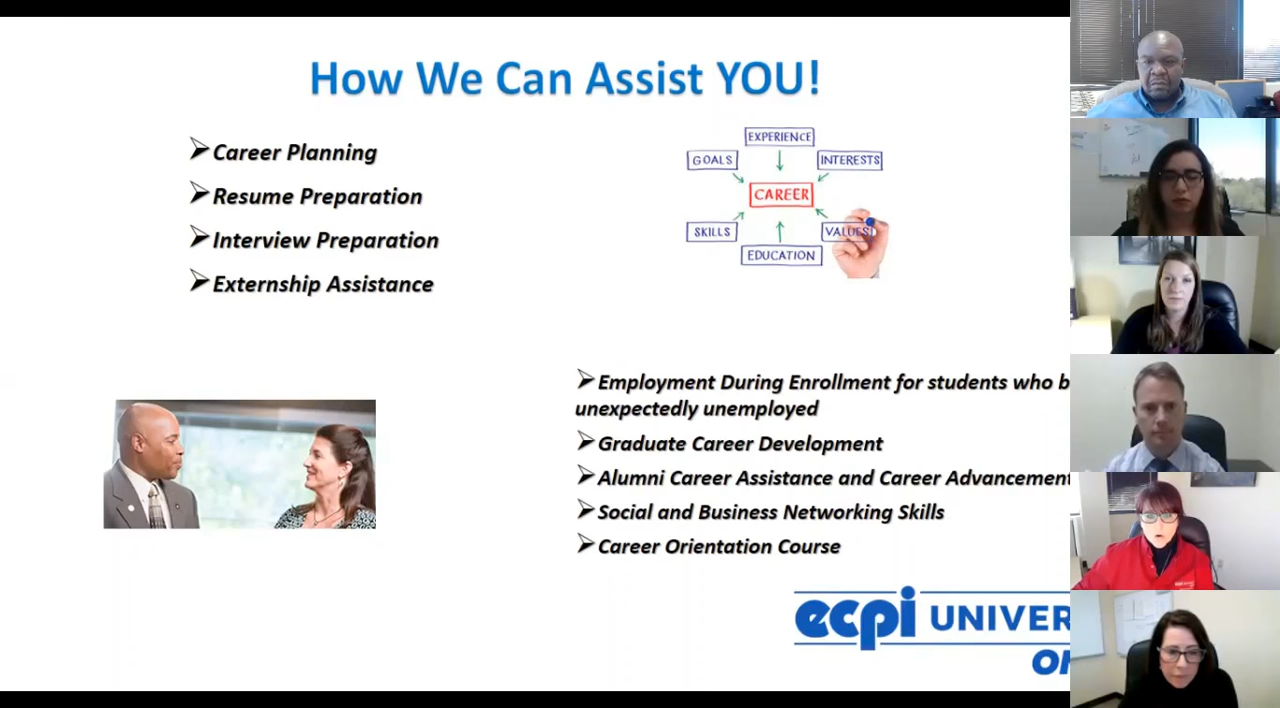 How We Can Assist YOU!
Career Planning
Resume Preparation
Interview Preparation
Externship Assistance
EXPERIENCE
GOALS
INTERESTS
CAREER
SKILLS
VALUES
EDUCATION
Employment During Enrollment for students who b
unexpectedly unemployed
Graduate Career Development
Alumni Career Assistance and Career Advancement
Social and Business Networking Skills
Career Orientation Course
ecpi UNIVER